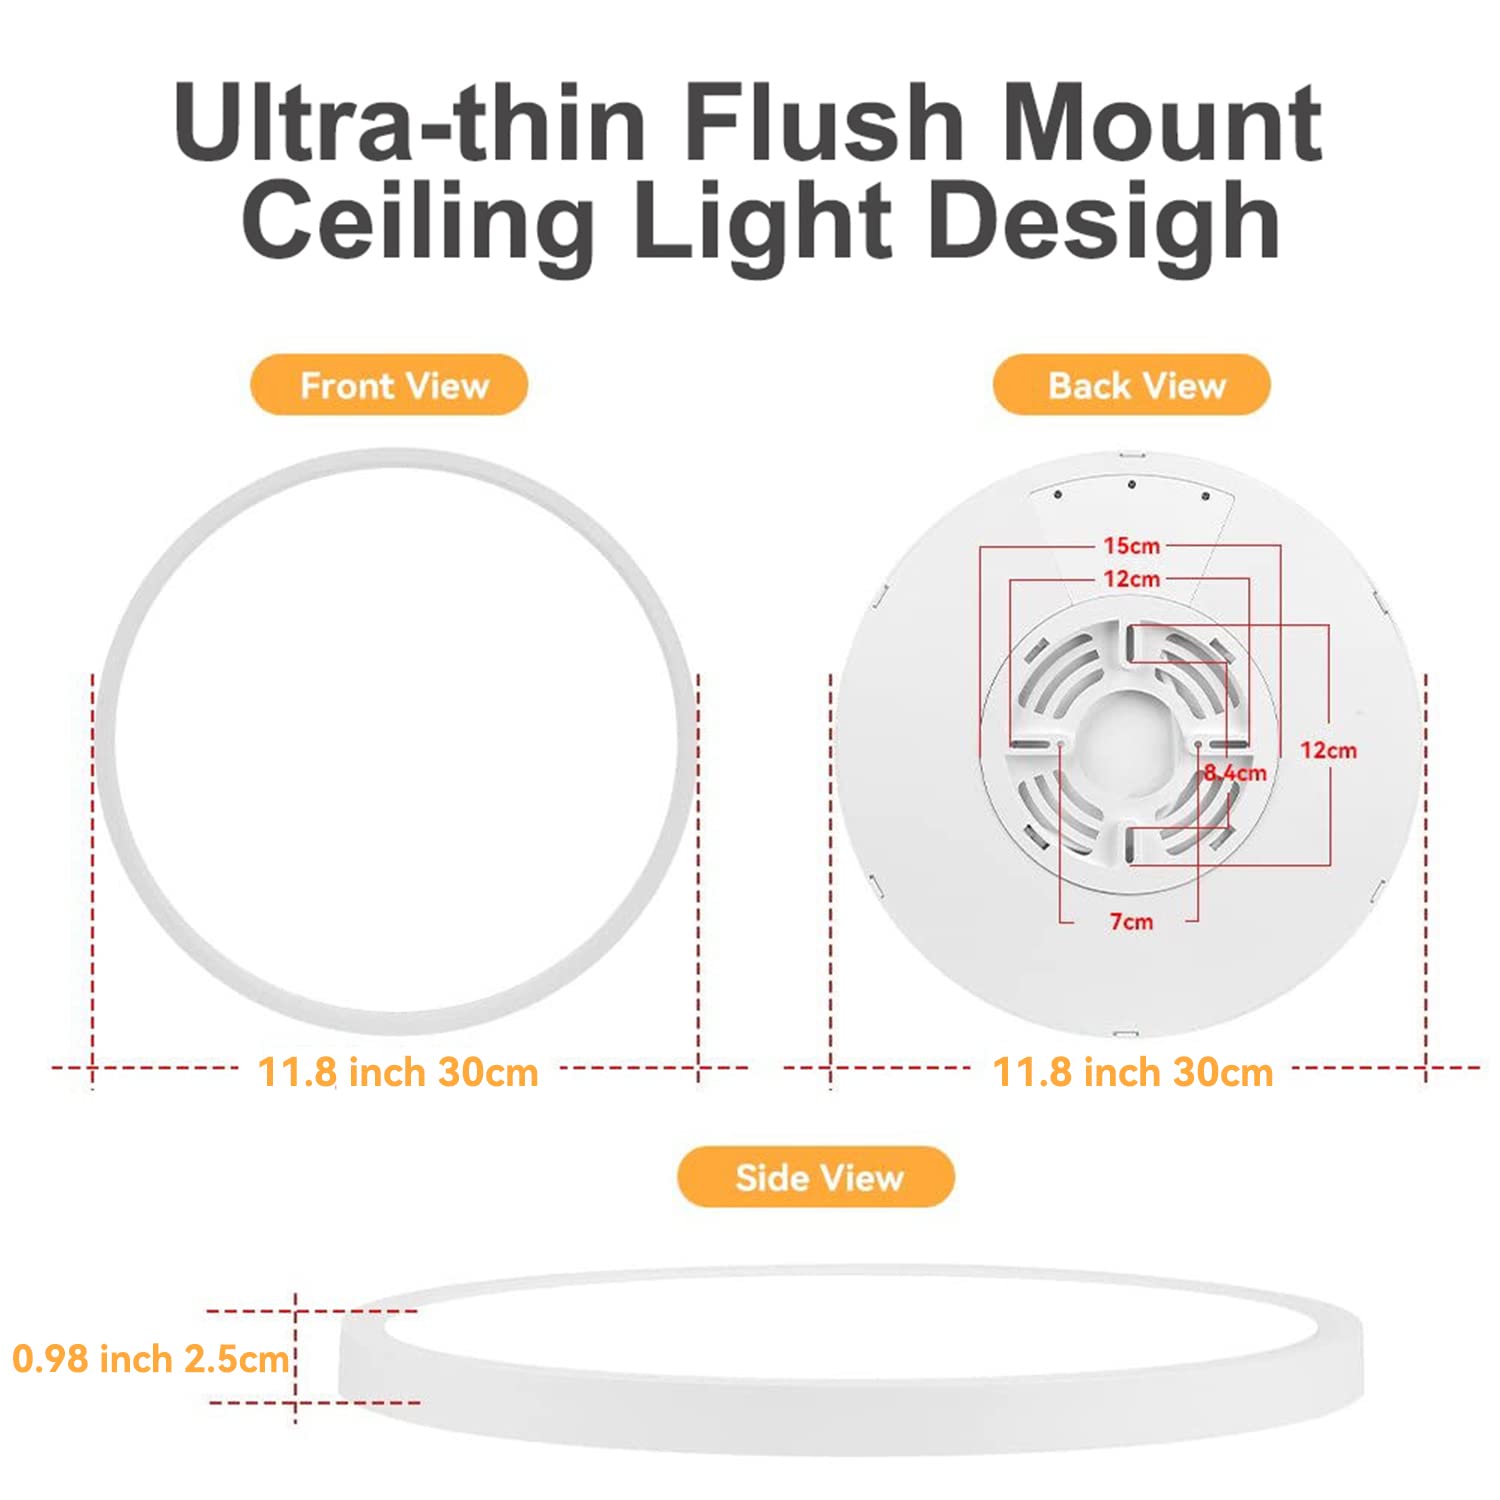 Ultra-thin Flush Mount
Ceiling Light Desigh
Front View
Back View
15cm
12cm
12cm
8.4cm
7cm
11.8 inch 30cm
11.8 inch 30cm
Side View
0.98 inch 2.5cm